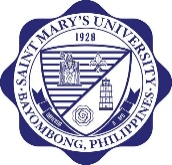 SAINT MARY'S UNIVERSITY
1928
BAYOMBONG, PHILIPPINES